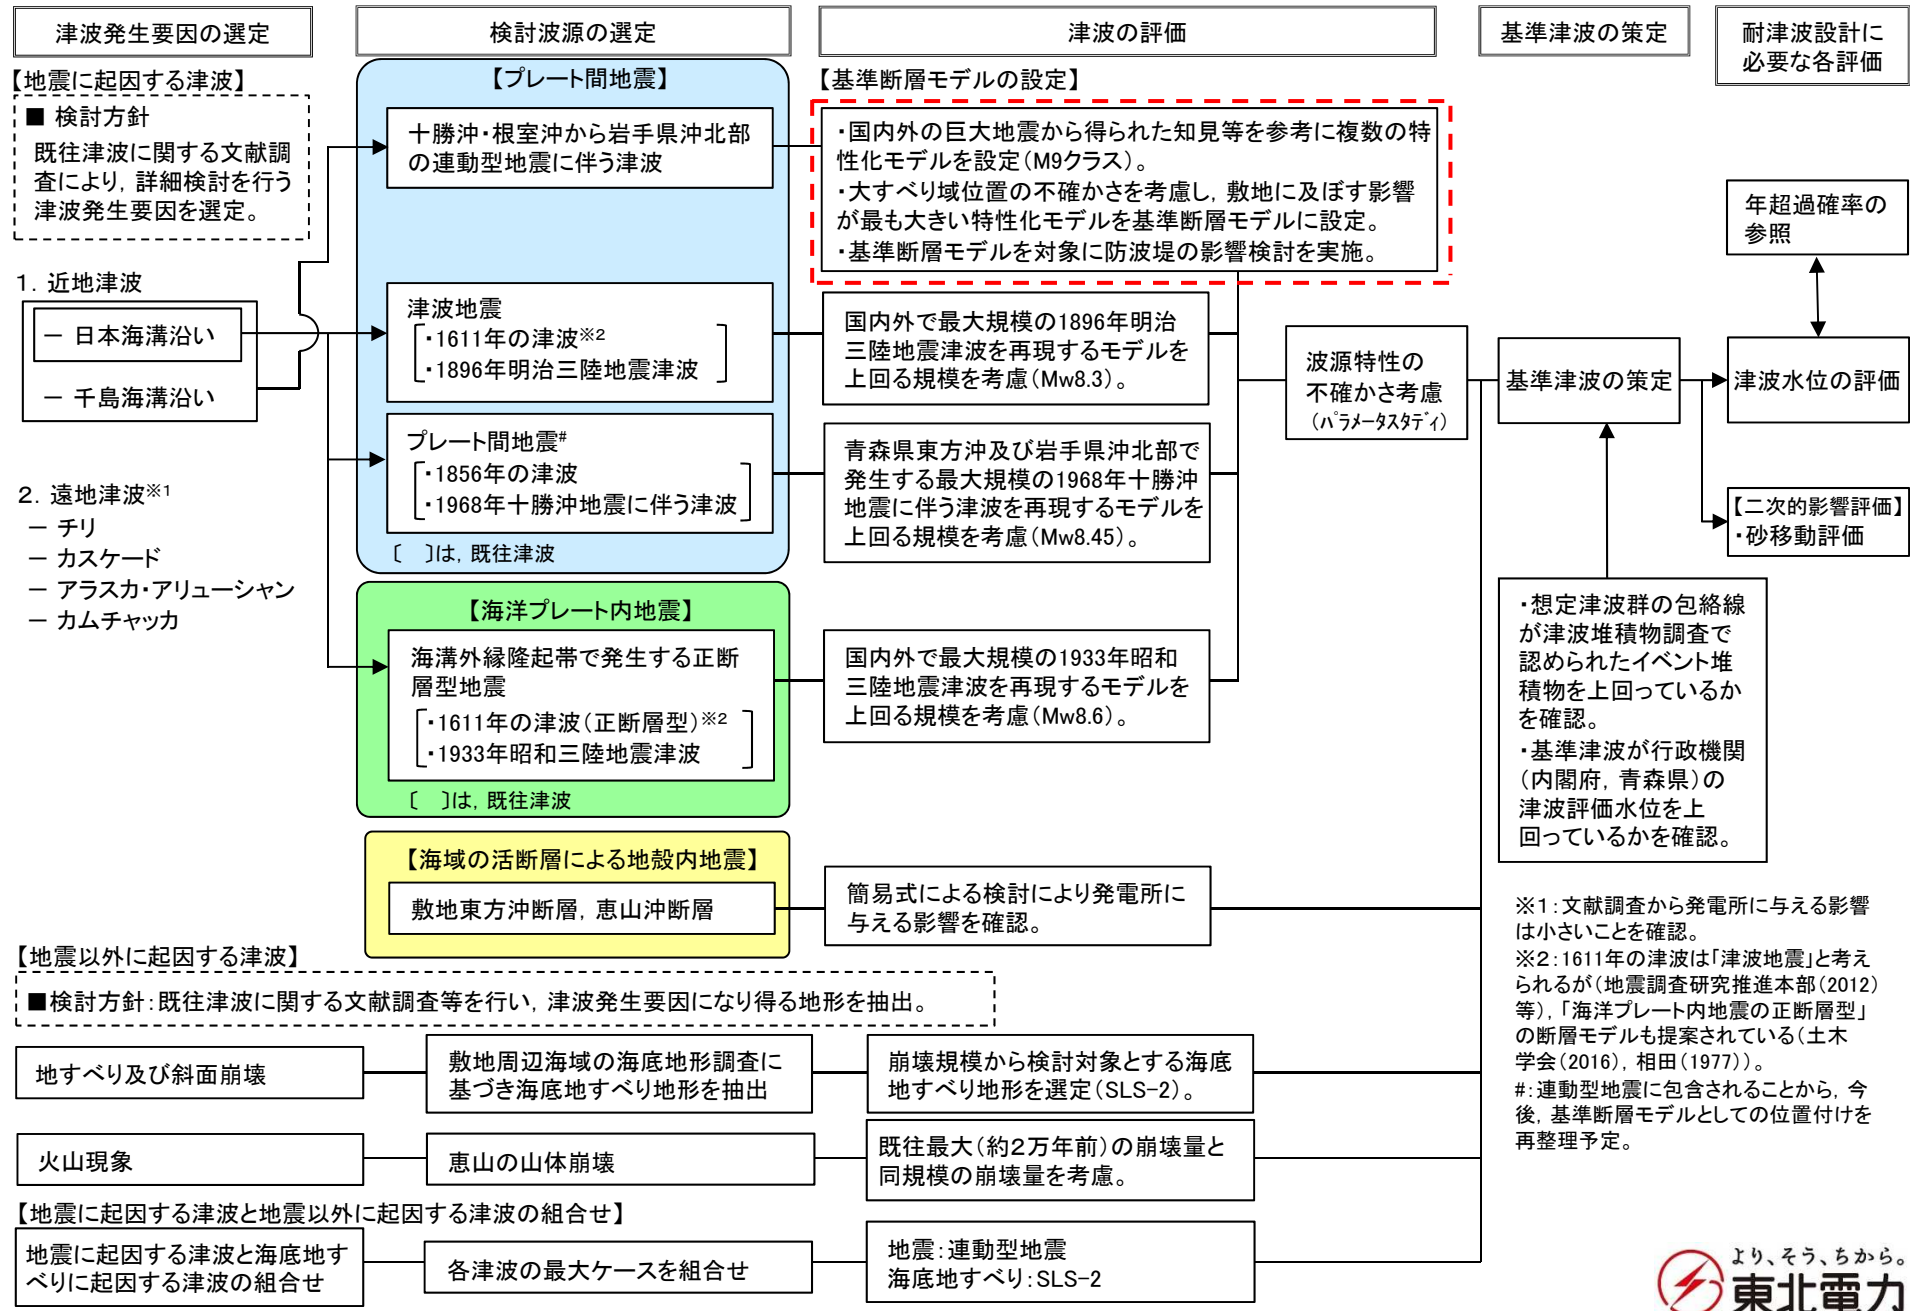 津波発生要因の選定
検討波源の選定
津波の評価
基準津波の策定
耐津波設計に
必要な各評価
【地震に起因する津波】
■ 検討方針
既往津波に関する文献調
査により，詳細検討を行う
津波発生要因を選定。
1．近地津波
－ 日本海溝沿い
－ 千島海溝沿い
2．遠地津波※1
－ チリ
－ カスケード
－ アラスカ・アリューシャン
－ カムチャッカ
【プレート間地震】
十勝沖・根室沖から岩手県沖北部
の連動型地震に伴う津波
津波地震
・1611年の津波※2
・1896年明治三陸地震津波
プレート間地震#
・1856年の津波
・1968年十勝沖地震に伴う津波
〔　〕は，既往津波
【海洋プレート内地震】
海溝外縁隆起帯で発生する正断
層型地震
・1611年の津波（正断層型）※2
・1933年昭和三陸地震津波
〔　〕は，既往津波
【海域の活断層による地殻内地震】
敷地東方沖断層，恵山沖断層
【基準断層モデルの設定】
・国内外の巨大地震から得られた知見等を参考に複数の特
性化モデルを設定（M9クラス）。
・大すべり域位置の不確かさを考慮し，敷地に及ぼす影響
が最も大きい特性化モデルを基準断層モデルに設定。
・基準断層モデルを対象に防波堤の影響検討を実施。
国内外で最大規模の1896年明治
三陸地震津波を再現するモデルを
上回る規模を考慮（Mw8.3）。
青森県東方沖及び岩手県沖北部で
発生する最大規模の1968年十勝沖
地震に伴う津波を再現するモデルを
上回る規模を考慮（Mw8.45）。
国内外で最大規模の1933年昭和
三陸地震津波を再現するモデルを
上回る規模を考慮（Mw8.6）。
簡易式による検討により発電所に
与える影響を確認。
波源特性の
不確かさ考慮
（ﾊﾟﾗﾒｰﾀｽﾀﾃﾞｨ）
基準津波の策定
年超過確率の
参照
津波水位の評価
【二次的影響評価】
・砂移動評価
・想定津波群の包絡線
が津波堆積物調査で
認められたイベント堆
積物を上回っているか
を確認。
・基準津波が行政機関
（内閣府，青森県）の
津波評価水位を上
回っているかを確認。
【地震以外に起因する津波】
■検討方針：既往津波に関する文献調査等を行い，津波発生要因になり得る地形を抽出。
地すべり及び斜面崩壊
敷地周辺海域の海底地形調査に
基づき海底地すべり地形を抽出
崩壊規模から検討対象とする海底
地すべり地形を選定（SLS-2）。
火山現象
恵山の山体崩壊
既往最大（約2万年前）の崩壊量と
同規模の崩壊量を考慮。
【地震に起因する津波と地震以外に起因する津波の組合せ】
地震に起因する津波と海底地す
べりに起因する津波の組合せ
各津波の最大ケースを組合せ
地震：連動型地震
海底地すべり：SLS-2
※1：文献調査から発電所に与える影響
は小さいことを確認。
※2：1611年の津波は「津波地震」と考え
られるが（地震調査研究推進本部（2012）
等），「海洋プレート内地震の正断層型」
の断層モデルも提案されている（土木
学会（2016），相田（1977））。
#：連動型地震に包含されることから，今
後，基準断層モデルとしての位置付けを
再整理予定。
より、そう、ちから。
東北電力